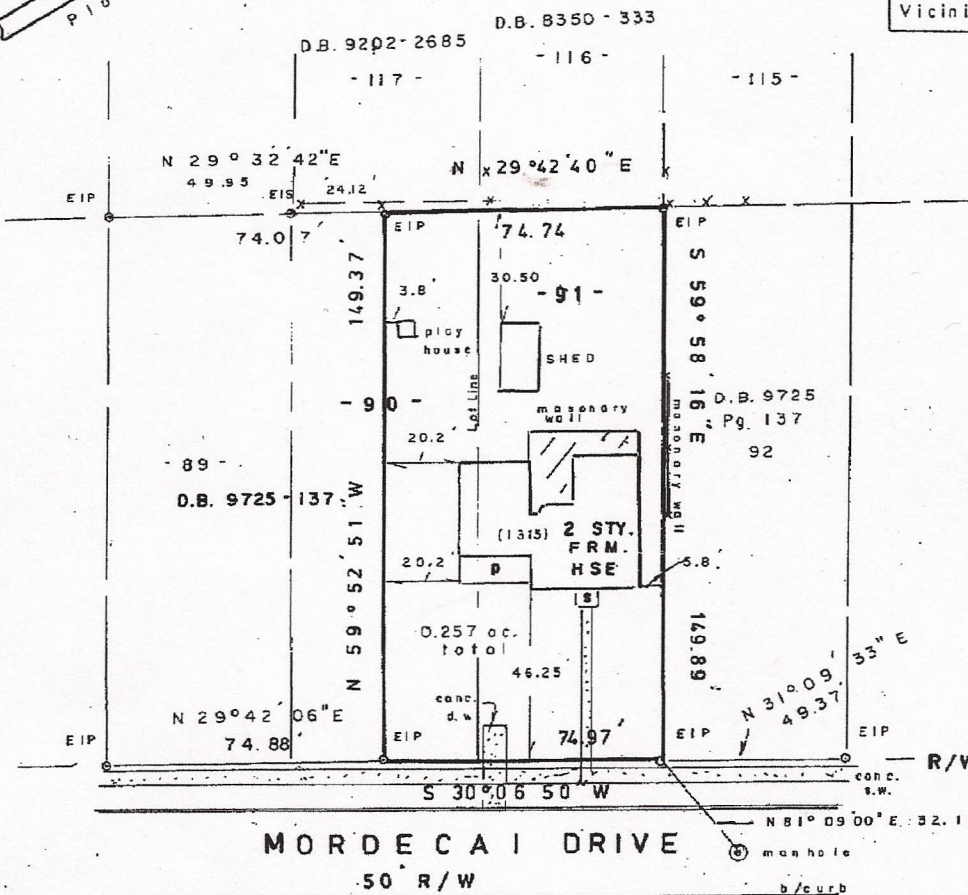 Vicini
D.B. 9202-2685
D.B. 8350-333
-117-
-116-
-115-
N 29° 32' 42" E
49.95
N 29° 42' 40" E
EIP
EIS
24.12'
74.07'
EIP
74.74
EIP
149.37
3.8'
30.50
-91-
play
house
SHED
S 59° 58' 16" E
Lot Line
-90-
masonary
wall
masonary wall
D.B. 9725
Pg. 137
92
20.2'
-89-
D.B. 9725-137
N 59° 52' 51" W
(1315)
2 STY.
FRM.
HSE
20.2'
P
5.8'
S
0.257 ac.
total
46.25'
149.89
N 31° 09' 33" E
49.37'
conc.
d.w.
N 29° 42' 06" E
74.88'
EIP
EIP
74.97'
EIP
EIP
R/W
conc.
s.w.
S 30° 06' 50" W
N 81° 09' 00" E 32.1
MORDECAI DRIVE
manhole
50' R/W
b/curb